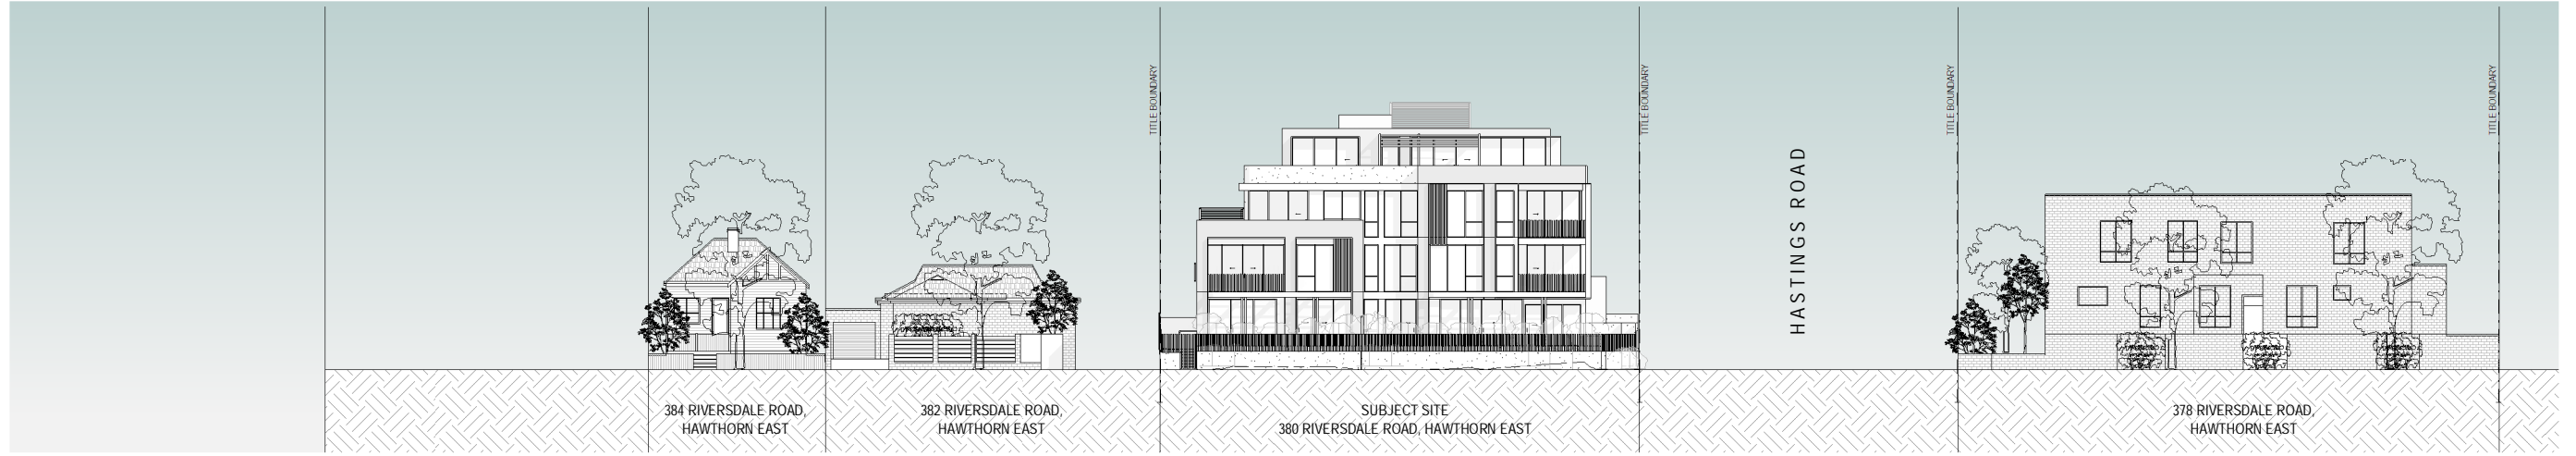 TITLE BOUNDARY
TITLE BOUNDARY
HASTINGS ROAD
TITLE BOUNDARY
TITLE BOUNDARY
384 RIVERSDALE ROAD,
HAWTHORN EAST
382 RIVERSDALE ROAD,
HAWTHORN EAST
SUBJECT SITE
380 RIVERSDALE ROAD, HAWTHORN EAST
378 RIVERSDALE ROAD,
HAWTHORN EAST